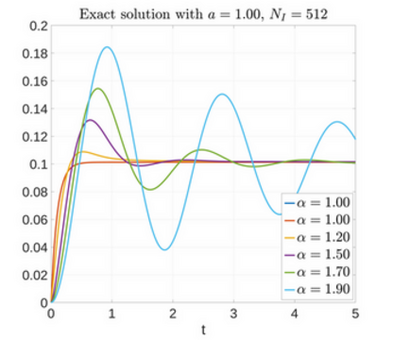 Exact solution with a = 1.00, N_I = 512
0.2
0.18
0.16
0.14
0.12
0.1
0.08
0.06
0.04
0.02
0
α = 1.00
α = 1.00
α = 1.20
α = 1.50
α = 1.70
α = 1.90
0 1 2 3 4 5
t